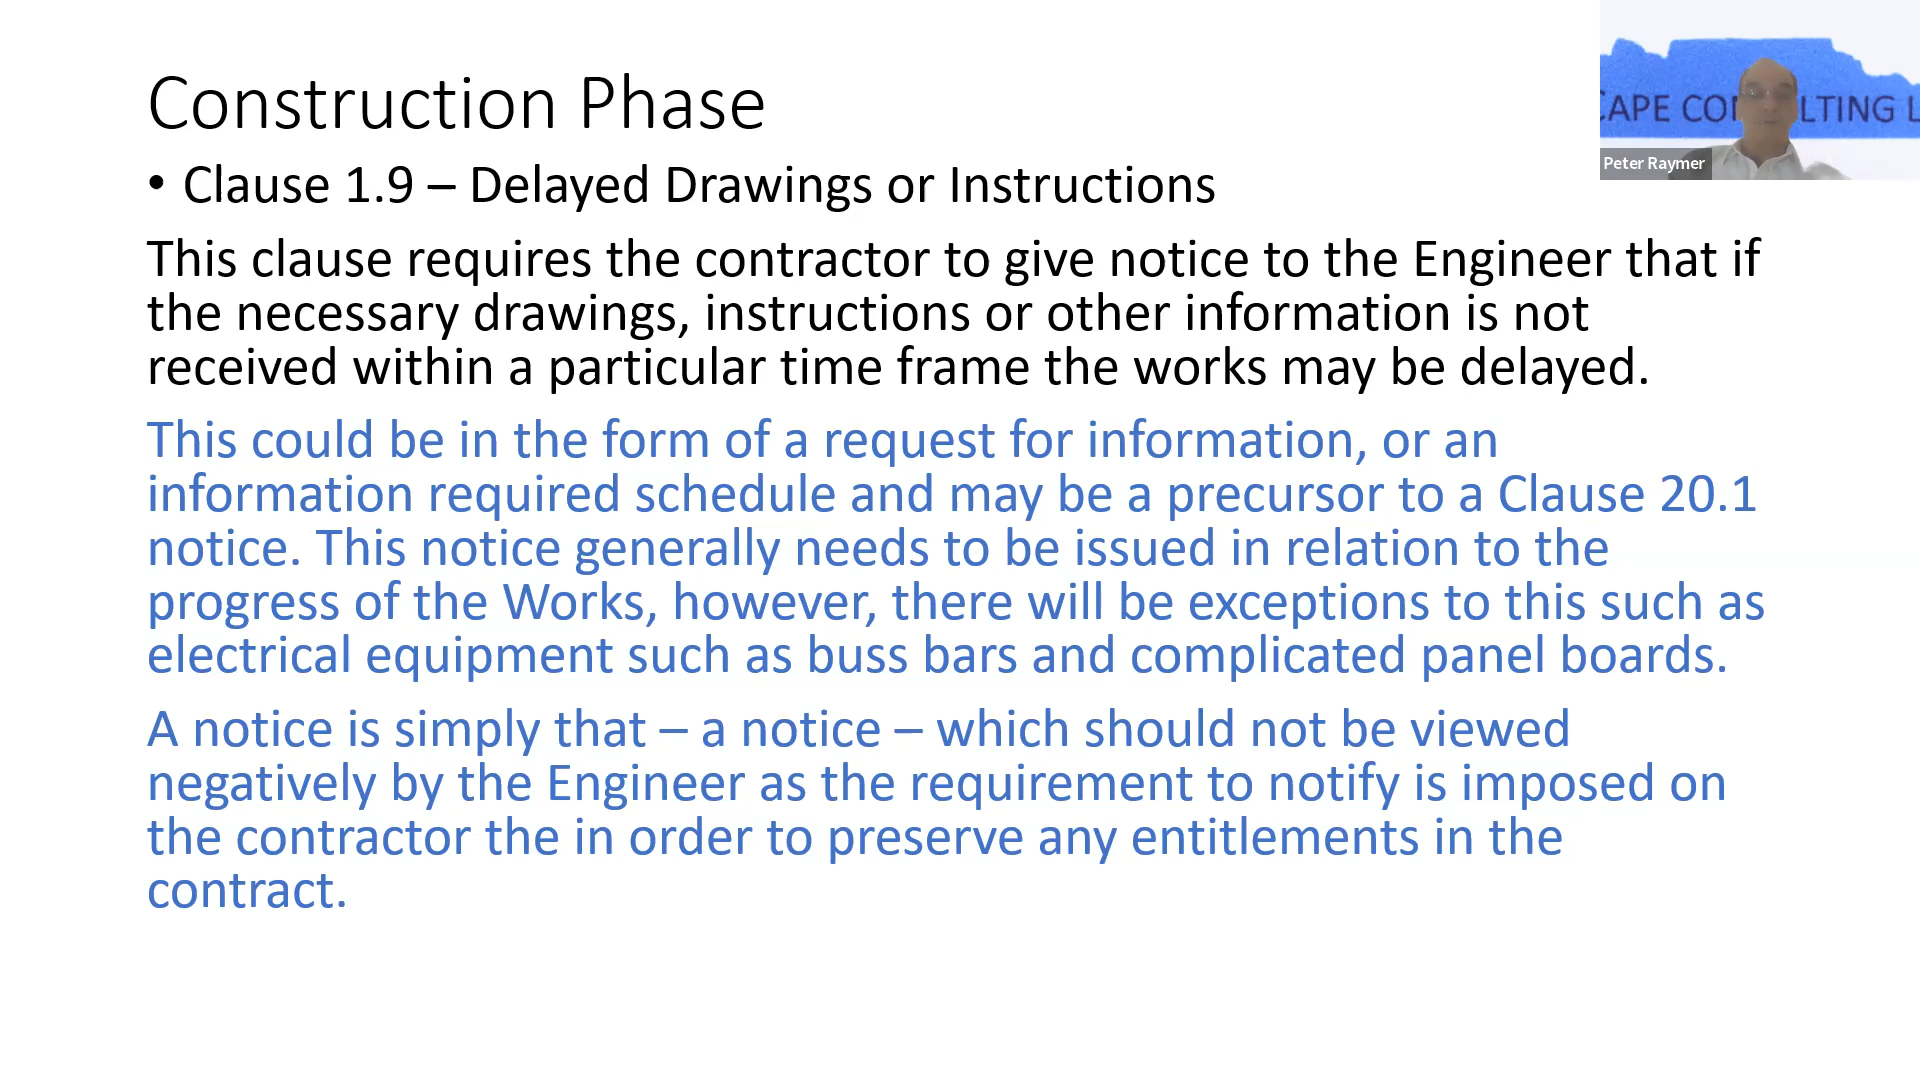 Construction Phase
• Clause 1.9 – Delayed Drawings or Instructions
This clause requires the contractor to give notice to the Engineer that if
the necessary drawings, instructions or other information is not
received within a particular time frame the works may be delayed.
This could be in the form of a request for information, or an
information required schedule and may be a precursor to a Clause 20.1
notice. This notice generally needs to be issued in relation to the
progress of the Works, however, there will be exceptions to this such as
electrical equipment such as buss bars and complicated panel boards.
A notice is simply that – a notice – which should not be viewed
negatively by the Engineer as the requirement to notify is imposed on
the contractor the in order to preserve any entitlements in the
contract.
CAPE CO LTING L
Peter Raymer